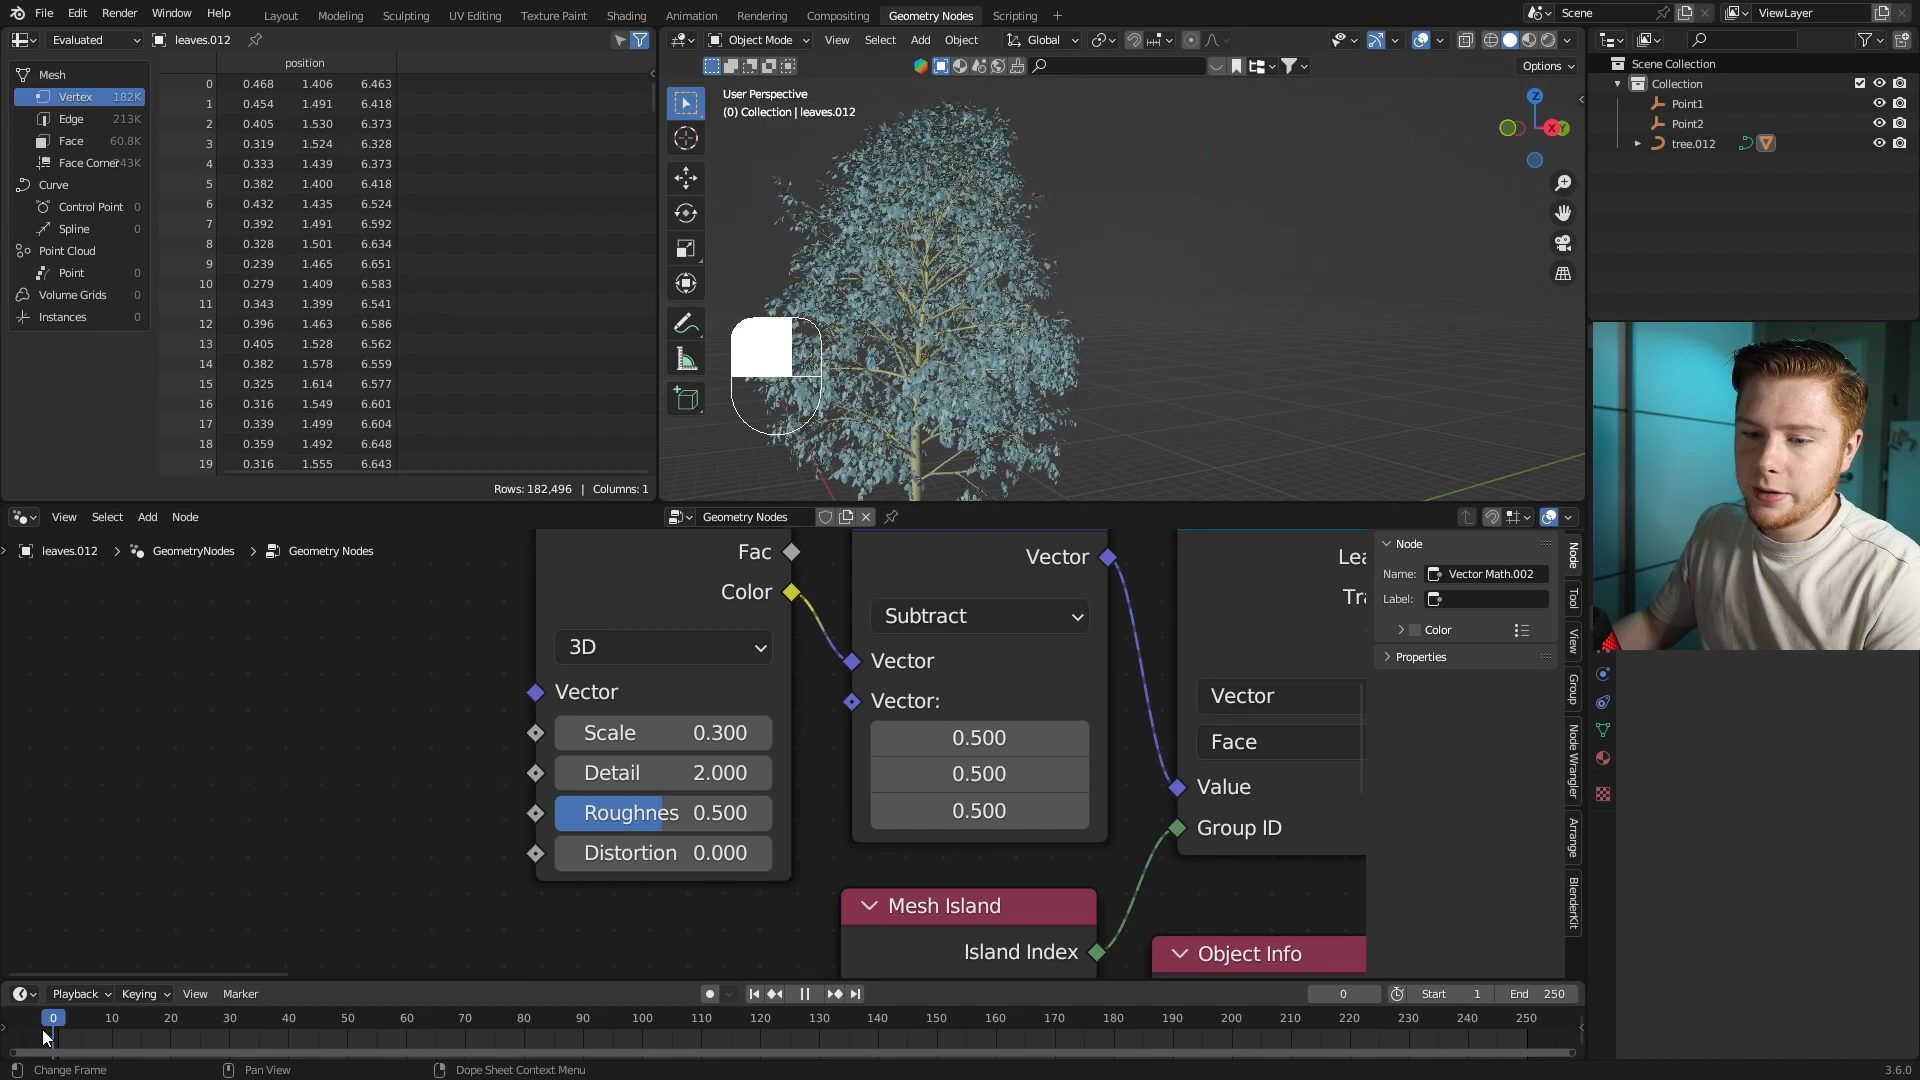 File Edit Render Window Help Layout Modeling Sculpting UV Editing Texture Paint Shading Animation Rendering Compositing Geometry Nodes Scripting + Scene ViewLayer
Evaluated leaves.012 Object Mode View Select Add Object Global
Options
position
Mesh
Vertex 182K
Edge 213K
Face 60.8K
Face Corner
Curve
Control Point 0
Spline 0
Point Cloud
Point 0
Volume Grids 0
Instances 0
0 0.468 1.406 6.463
1 0.454 1.491 6.418
2 0.405 1.530 6.373
3 0.319 1.524 6.328
4 0.333 1.439 6.373
5 0.382 1.400 6.418
6 0.432 1.435 6.524
7 0.392 1.491 6.592
8 0.328 1.501 6.634
9 0.239 1.465 6.651
10 0.279 1.409 6.583
11 0.343 1.399 6.541
12 0.396 1.463 6.586
13 0.405 1.528 6.562
14 0.382 1.578 6.559
15 0.325 1.614 6.577
16 0.316 1.549 6.601
17 0.339 1.499 6.604
18 0.359 1.492 6.648
19 0.316 1.555 6.643
Rows: 182,496 | Columns: 1
User Perspective
(0) Collection | leaves.012
Z
X
Y
Scene Collection
Collection
Point1
Point2
tree.012
View Select Add Node Geometry Nodes
leaves.012 > GeometryNodes > Geometry Nodes
Fac
Color
3D
Vector
Scale 0.300
Detail 2.000
Roughnes 0.500
Distortion 0.000
Vector
Subtract
Vector
Vector:
0.500
0.500
0.500
Mesh Island
Island Index
Lea
Tra
Vector
Face
Value
Group ID
Object Info
Node
Name: Vector Math.002
Label:
Color
Properties
Node
Tool
View
Group
Node Wrangler
Arrange
BlenderKit
Playback Keying View Marker 0 Start 1 End 250
0 10 20 30 40 50 60 70 80 90 100 110 120 130 140 150 160 170 180 190 200 210 220 230 240 250
Change Frame Pan View Dope Sheet Context Menu 3.6.0